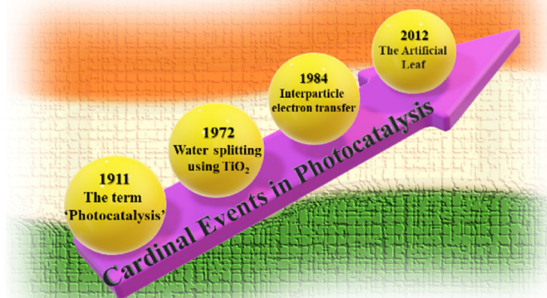 1911
The term
'Photocatalysis'
1972
Water splitting
using TiO₂
1984
Interparticle
electron transfer
2012
The Artificial
Leaf
Cardinal Events in Photocatalysis